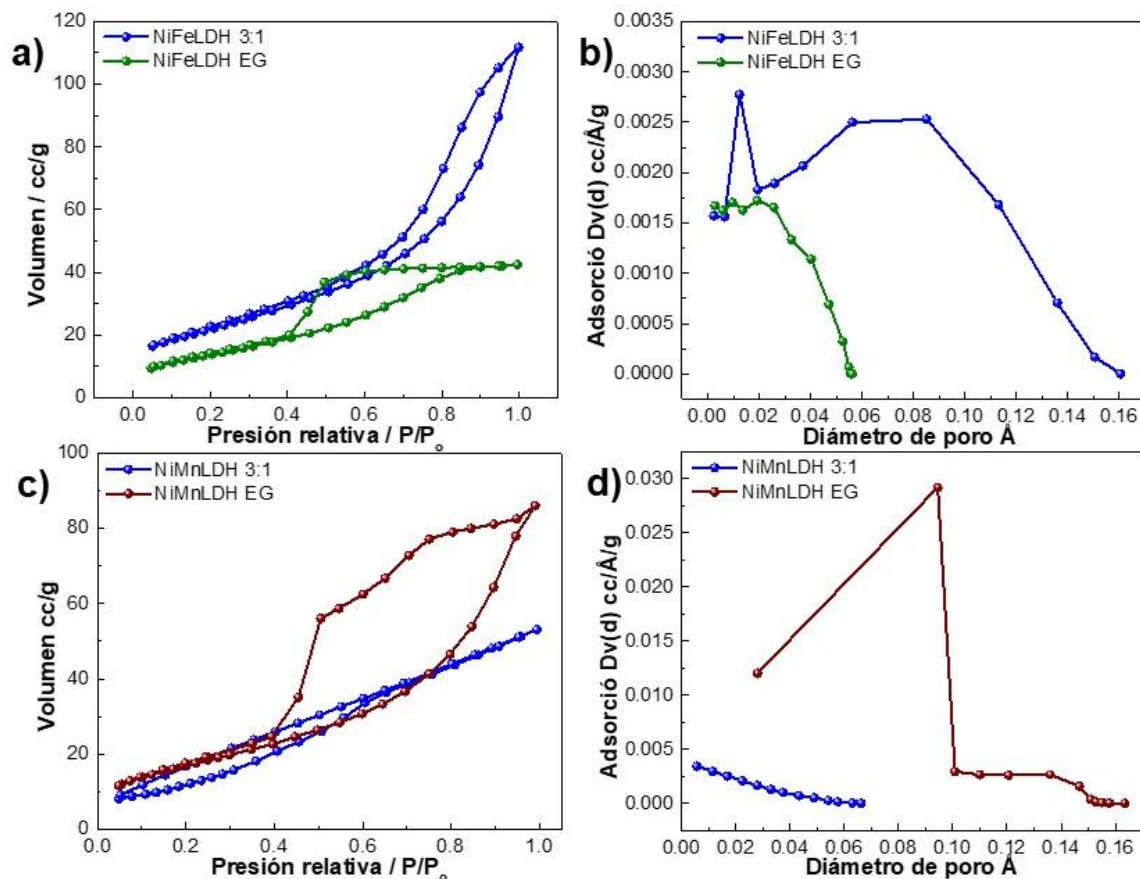 a)
NiFeLDH 3:1
NiFeLDH EG
120
100
80
60
40
20
0
Volumen / cc/g
0.0 0.2 0.4 0.6 0.8 1.0
Presión relativa / P/Pₒ
b)
NiFeLDH 3:1
NiFeLDH EG
0.0035
0.0030
0.0025
0.0020
0.0015
0.0010
0.0005
0.0000
Adsorció Dv(d) cc/Å/g
0.00 0.02 0.04 0.06 0.08 0.10 0.12 0.14 0.16
Diámetro de poro Å
c)
NiMnLDH 3:1
NiMnLDH EG
100
80
60
40
20
0
Volumen cc/g
0.0 0.2 0.4 0.6 0.8 1.0
Presión relativa / P/Pₒ
d)
NiMnLDH 3:1
NiMnLDH EG
0.030
0.025
0.020
0.015
0.010
0.005
0.000
Adsorció Dv(d) cc/Å/g
0.00 0.02 0.04 0.06 0.08 0.10 0.12 0.14 0.16
Diámetro de poro Å